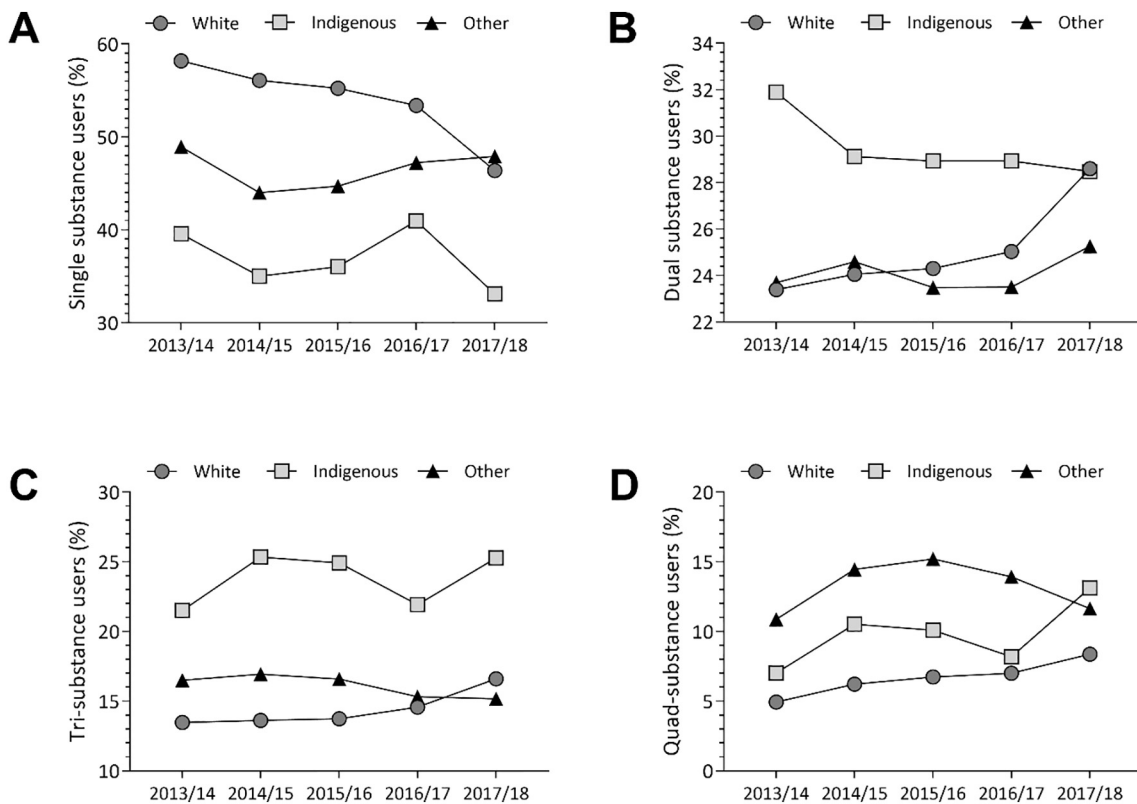 A
White Indigenous Other
Single substance users (%)
60
50
40
30
2013/14 2014/15 2015/16 2016/17 2017/18
B
White Indigenous Other
Dual substance users (%)
34
32
30
28
26
24
22
2013/14 2014/15 2015/16 2016/17 2017/18
C
White Indigenous Other
Tri-substance users (%)
30
25
20
15
10
2013/14 2014/15 2015/16 2016/17 2017/18
D
White Indigenous Other
Quad-substance users (%)
20
15
10
5
0
2013/14 2014/15 2015/16 2016/17 2017/18